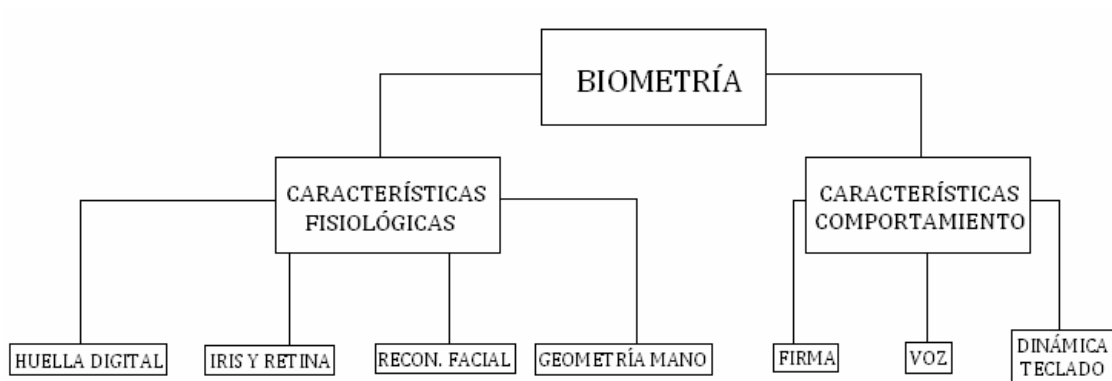 BIOMETRÍA
CARACTERÍSTICAS
FISIOLÓGICAS
CARACTERÍSTICAS
COMPORTAMIENTO
HUELLA DIGITAL
IRIS Y RETINA
RECON. FACIAL
GEOMETRÍA MANO
FIRMA
VOZ
DINÁMICA
TECLADO